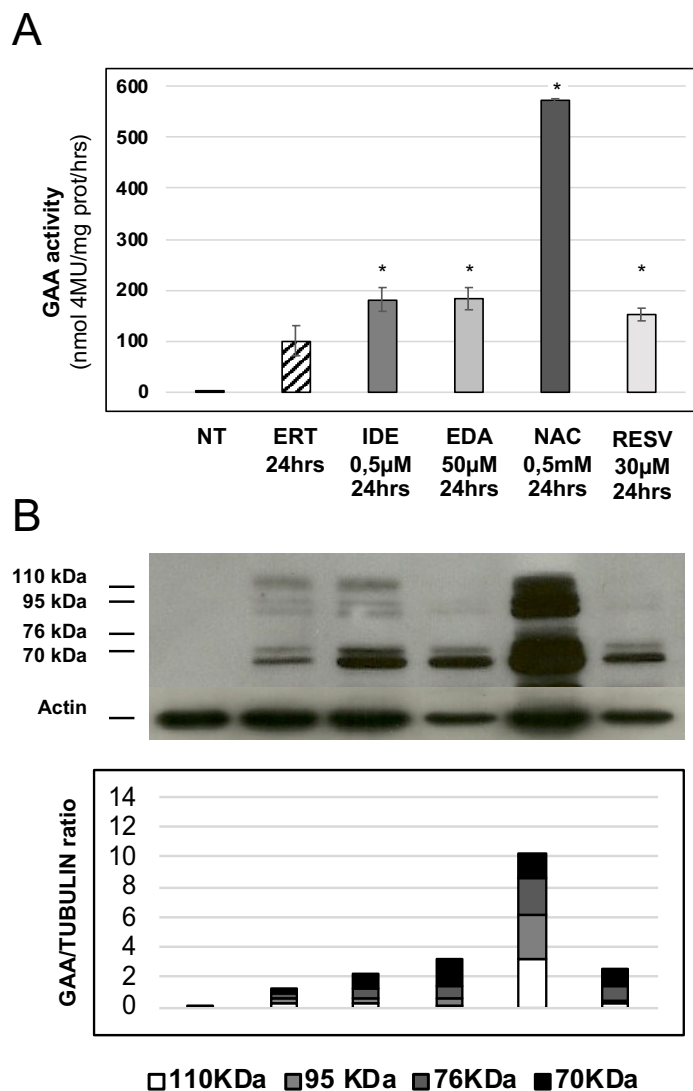 A
GAA activity
(nmol 4MU/mg prot/hrs)
600
500
400
300
200
100
0
*
*
*
*
NT
ERT
24hrs
IDE
0,5µM
24hrs
EDA
50µM
24hrs
NAC
0,5mM
24hrs
RESV
30µM
24hrs
B
110 kDa
95 kDa
76 kDa
70 kDa
Actin
GAA/TUBULIN ratio
14
12
10
8
6
4
2
0
110KDa 95 KDa 76KDa 70KDa